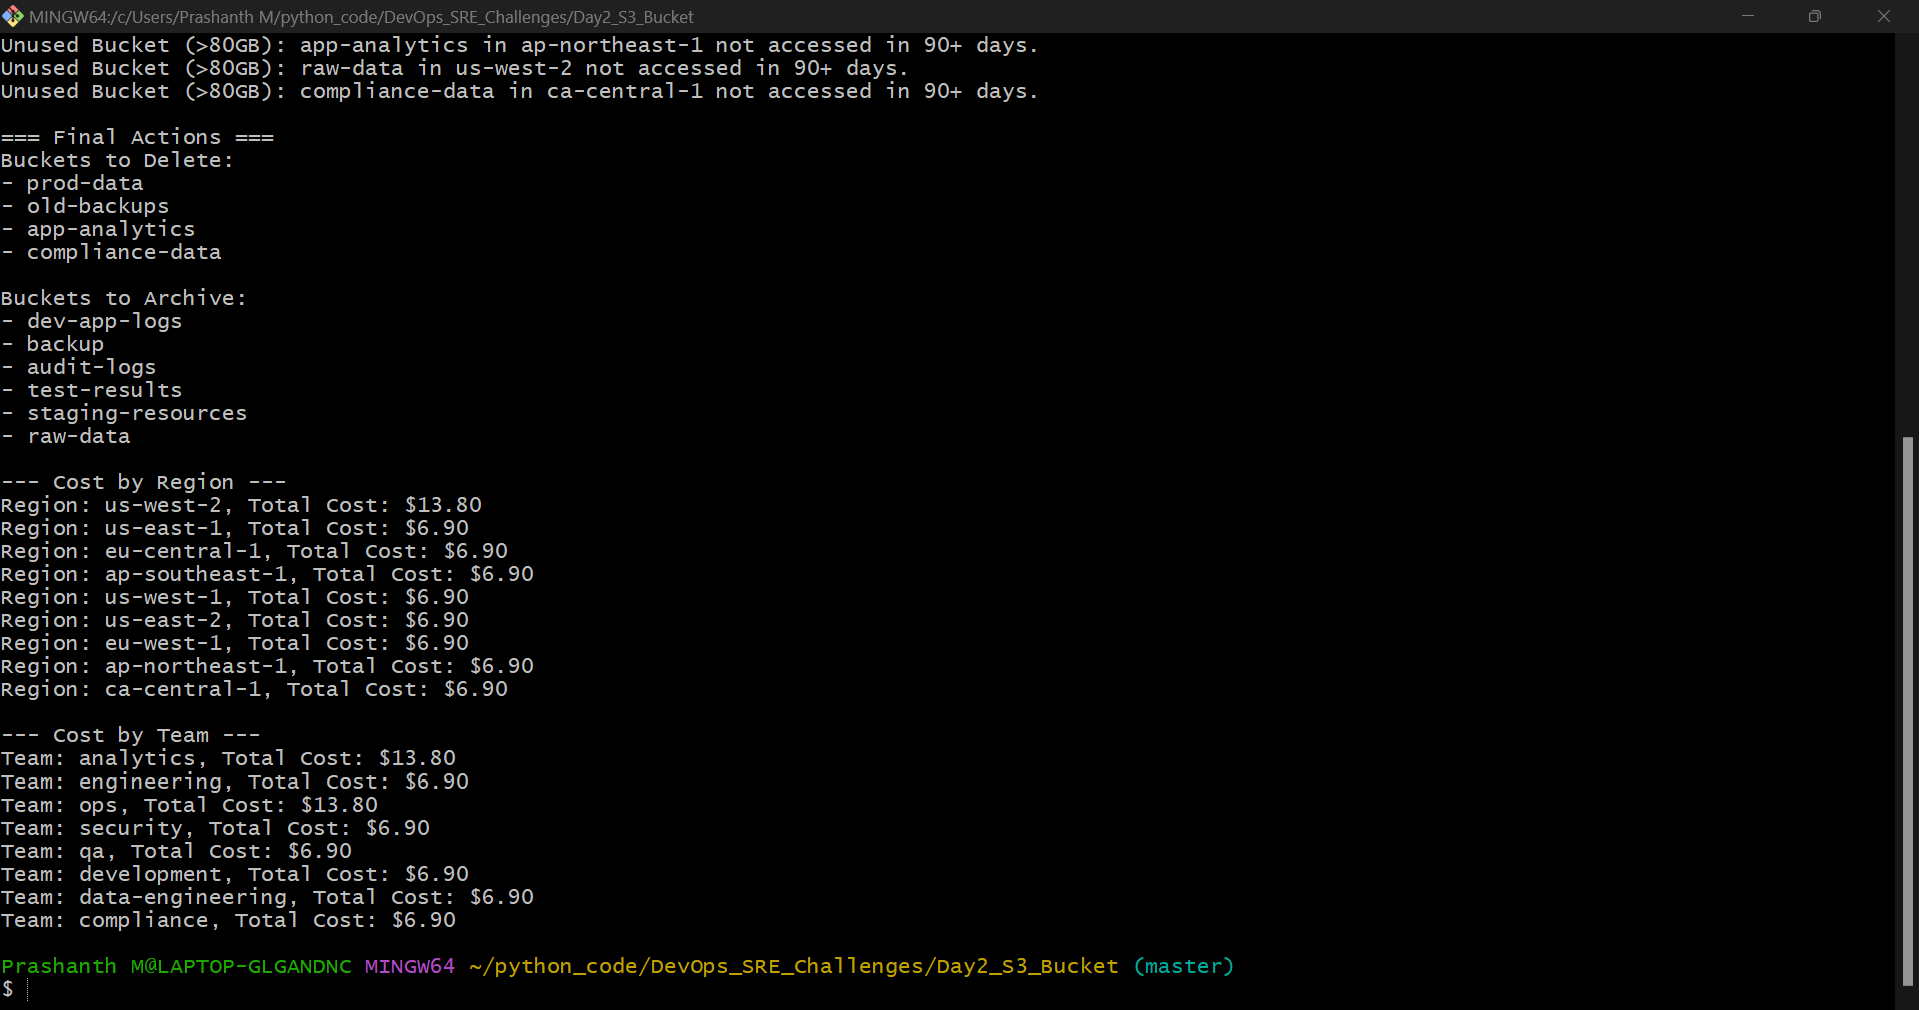 MINGW64:/c/Users/Prashanth M/python_code/DevOps_SRE_Challenges/Day2_S3_Bucket
Unused Bucket (>80GB): app-analytics in ap-northeast-1 not accessed in 90+ days.
Unused Bucket (>80GB): raw-data in us-west-2 not accessed in 90+ days.
Unused Bucket (>80GB): compliance-data in ca-central-1 not accessed in 90+ days.
=== Final Actions ===
Buckets to Delete:
- prod-data
- old-backups
- app-analytics
- compliance-data
Buckets to Archive:
- dev-app-logs
- backup
- audit-logs
- test-results
- staging-resources
- raw-data
--- Cost by Region ---
Region: us-west-2, Total Cost: $13.80
Region: us-east-1, Total Cost: $6.90
Region: eu-central-1, Total Cost: $6.90
Region: ap-southeast-1, Total Cost: $6.90
Region: us-west-1, Total Cost: $6.90
Region: us-east-2, Total Cost: $6.90
Region: eu-west-1, Total Cost: $6.90
Region: ap-northeast-1, Total Cost: $6.90
Region: ca-central-1, Total Cost: $6.90
--- Cost by Team ---
Team: analytics, Total Cost: $13.80
Team: engineering, Total Cost: $6.90
Team: ops, Total Cost: $13.80
Team: security, Total Cost: $6.90
Team: qa, Total Cost: $6.90
Team: development, Total Cost: $6.90
Team: data-engineering, Total Cost: $6.90
Team: compliance, Total Cost: $6.90
Prashanth M@LAPTOP-GLGANDNC MINGW64 ~/python_code/DevOps_SRE_Challenges/Day2_S3_Bucket (master)
$